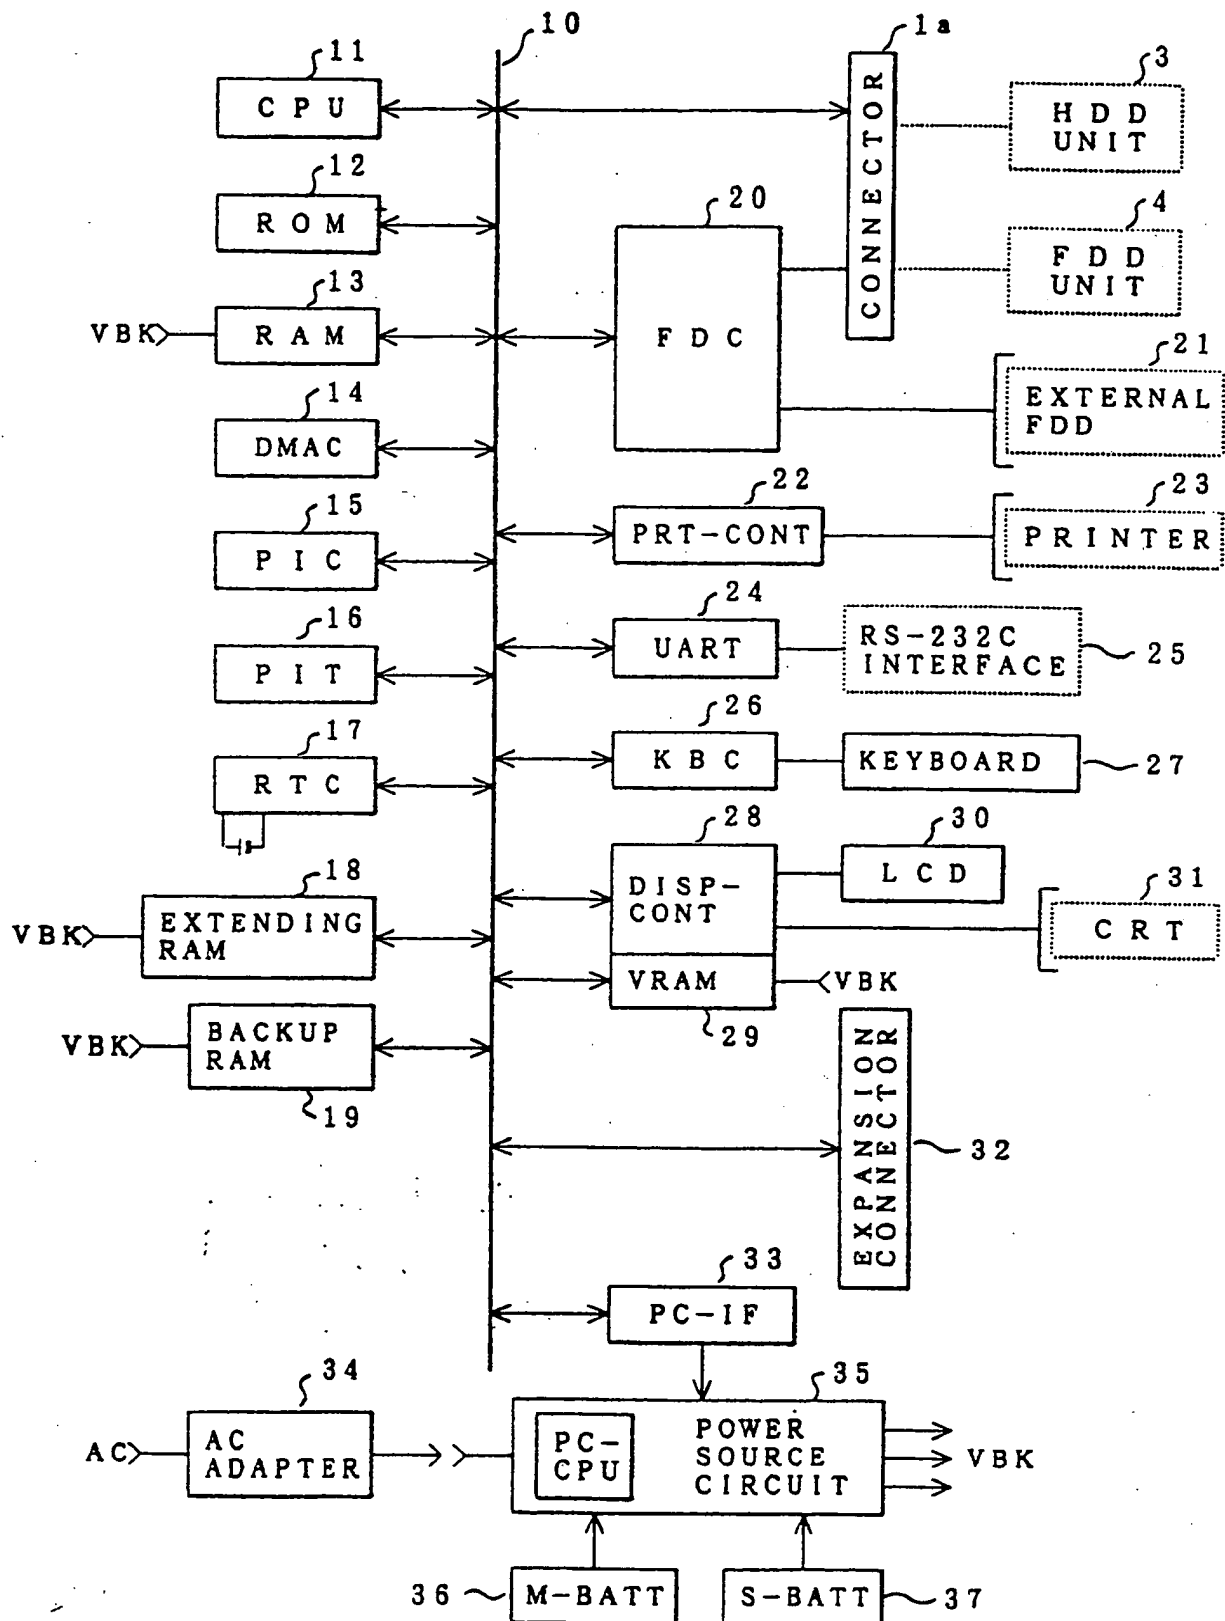 10
1a
11
CPU
CONNECTOR
3
HDD
UNIT
12
ROM
20
FDC
4
FDD
UNIT
13
VBK
RAM
21
EXTERNAL
FDD
14
DMAC
22
PRT-CONT
23
PRINTER
15
PIC
24
UART
RS-232C
INTERFACE
25
16
PIT
26
KBC
KEYBOARD
27
17
RTC
28
DISP-
CONT
30
LCD
18
VBK
EXTENDING
RAM
31
CRT
VRAM
VBK
29
VBK
BACKUP
RAM
19
EXPANSION
CONNECTOR
32
33
PC-IF
34
AC
AC
ADAPTER
35
PC-
CPU
POWER
SOURCE
CIRCUIT
VBK
36
M-BATT
S-BATT
37